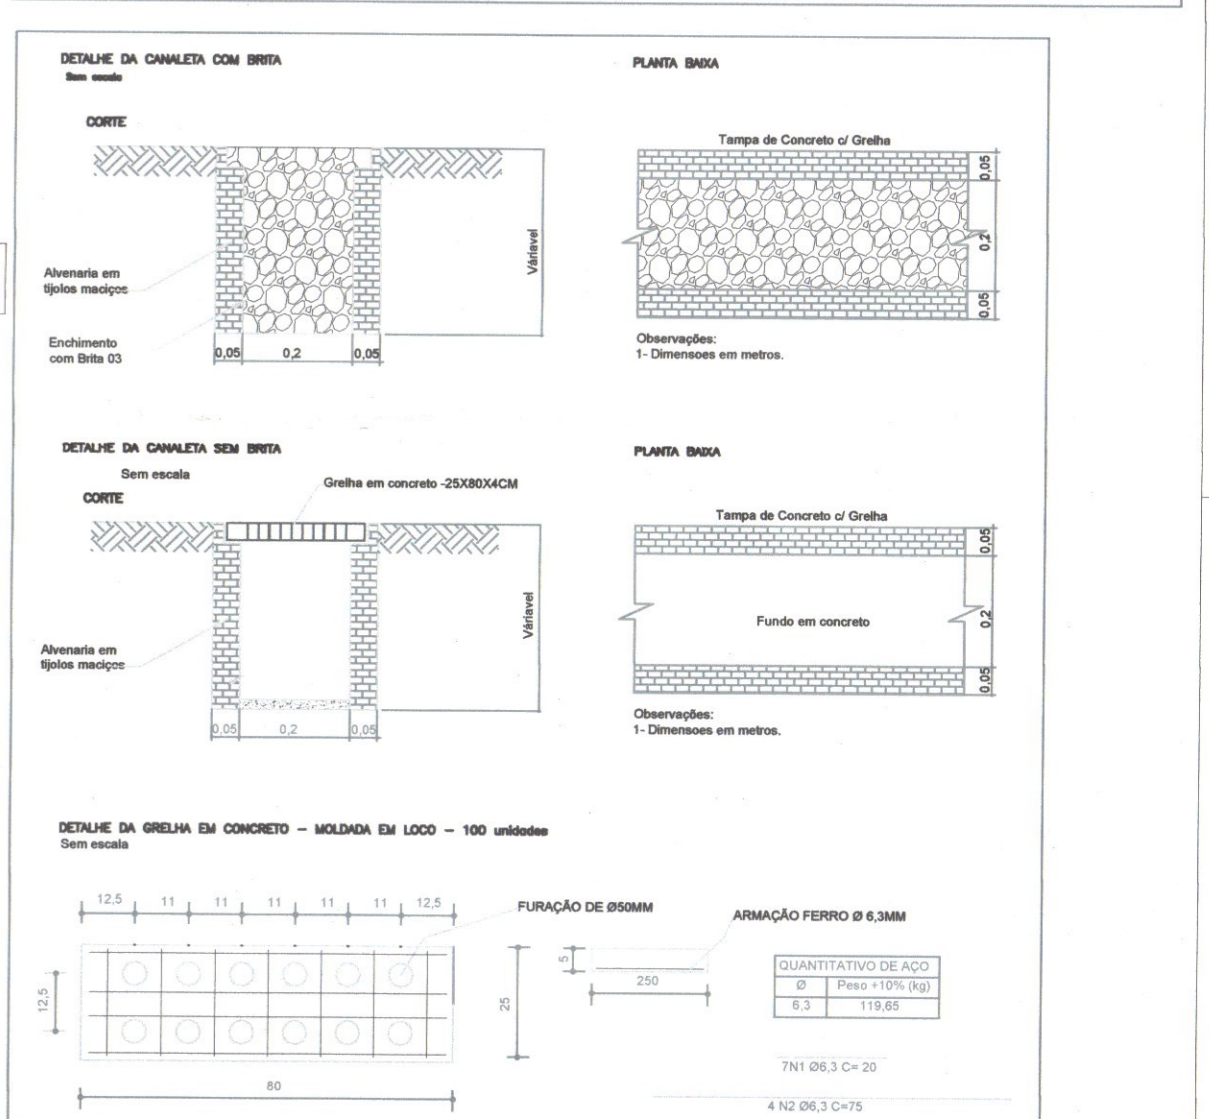 DETALHE DA CANALETA COM BRITA
Sem escala
CORTE
Alvenaria em
tijolos maciços
Enchimento
com Brita 03
0,05
0,2
0,05
Váriavel
PLANTA BAIXA
Tampa de Concreto c/ Grelha
0,05
0,2
0,05
Observações:
1- Dimensoes em metros.
DETALHE DA CANALETA SEM BRITA
Sem escala
CORTE
Grelha em concreto -25X80X4CM
Alvenaria em
tijolos maciços
0,05
0,2
0,05
Váriavel
PLANTA BAIXA
Tampa de Concreto c/ Grelha
Fundo em concreto
0,05
0,2
0,05
Observações:
1- Dimensoes em metros.
DETALHE DA GRELHA EM CONCRETO – MOLDADA EM LOCO – 100 unidades
Sem escala
12,5 11 11 11 11 11 12,5
FURAÇÃO DE Ø50MM
12,5
25
80
ARMAÇÃO FERRO Ø 6,3MM
5
250
QUANTITATIVO DE AÇO
Ø Peso +10% (kg)
6,3 119,65
7N1 Ø6,3 C= 20
4 N2 Ø6,3 C=75